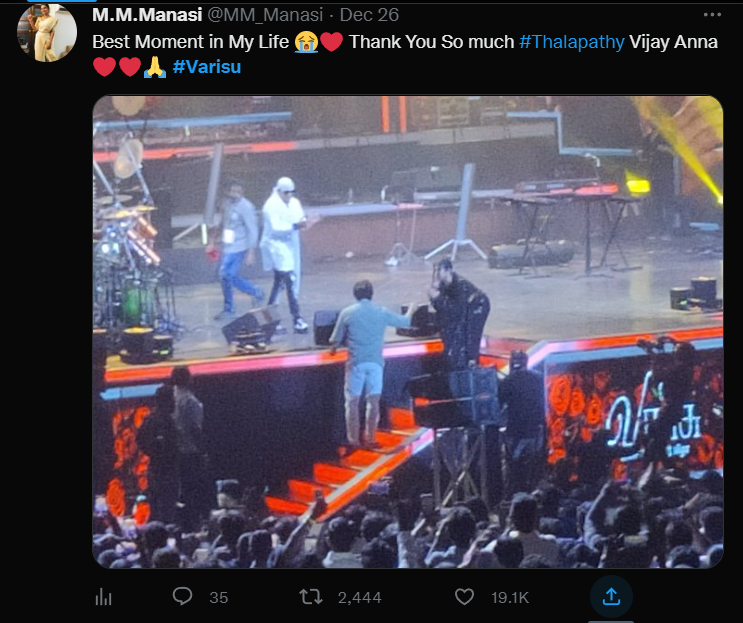 M.M.Manasi @MM_Manasi · Dec 26
Best Moment in My Life 😭❤️ Thank You So much #Thalapathy Vijay Anna
❤️❤️🙏 #Varisu
35 2,444 19.1K